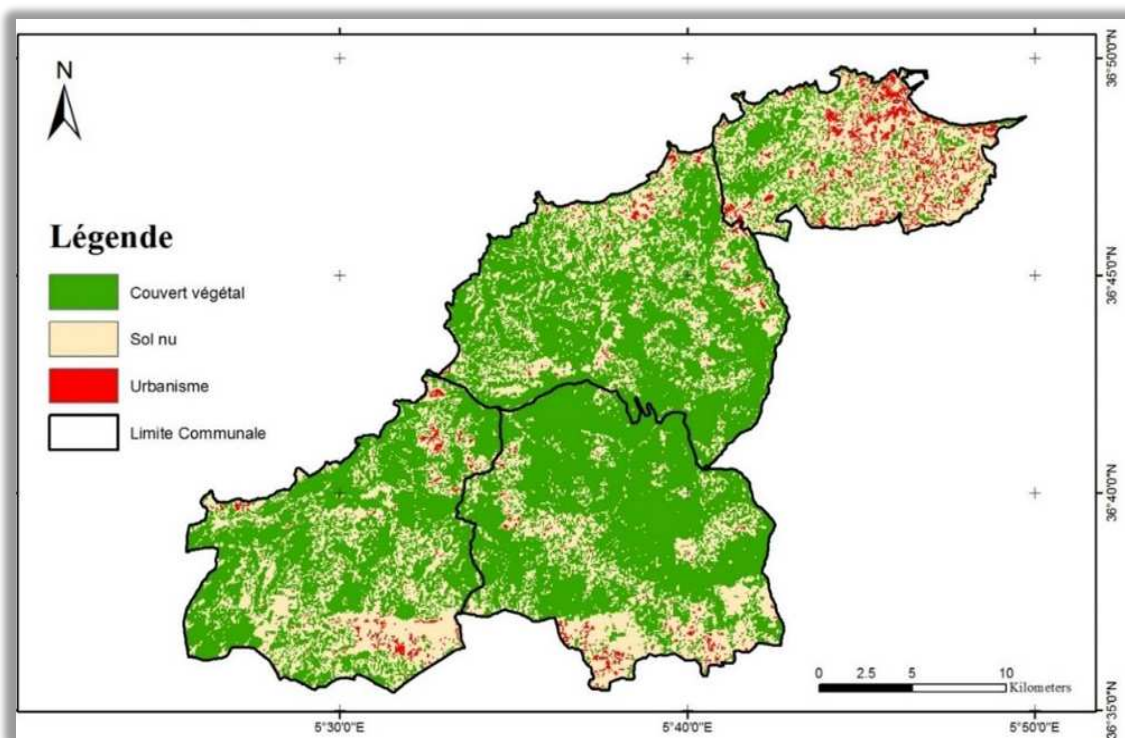 N
Légende
Couvert végétal
Sol nu
Urbanisme
Limite Communale
36°50'0"N
36°45'0"N
36°40'0"N
36°35'0"N
0 2.5 5 10
Kilometers
5°30'0"E 5°40'0"E 5°50'0"E